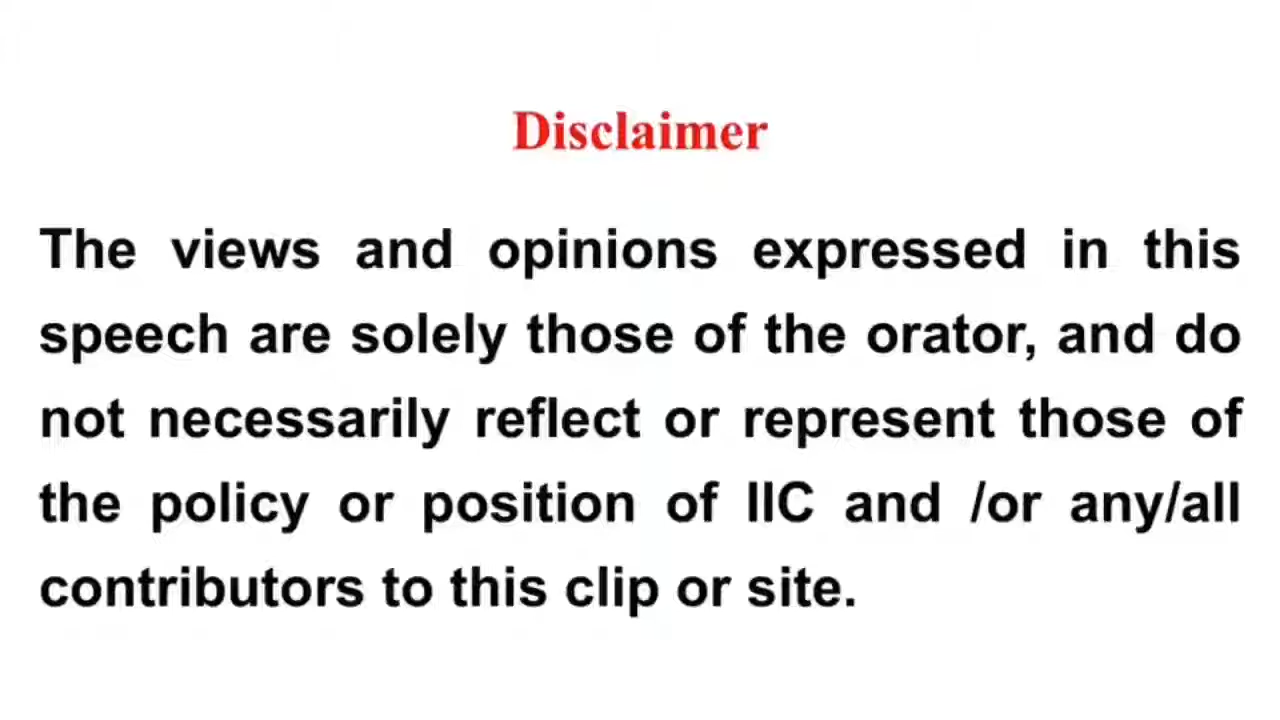 Disclaimer
The views and opinions expressed in this
speech are solely those of the orator, and do
not necessarily reflect or represent those of
the policy or position of IIC and /or any/all
contributors to this clip or site.